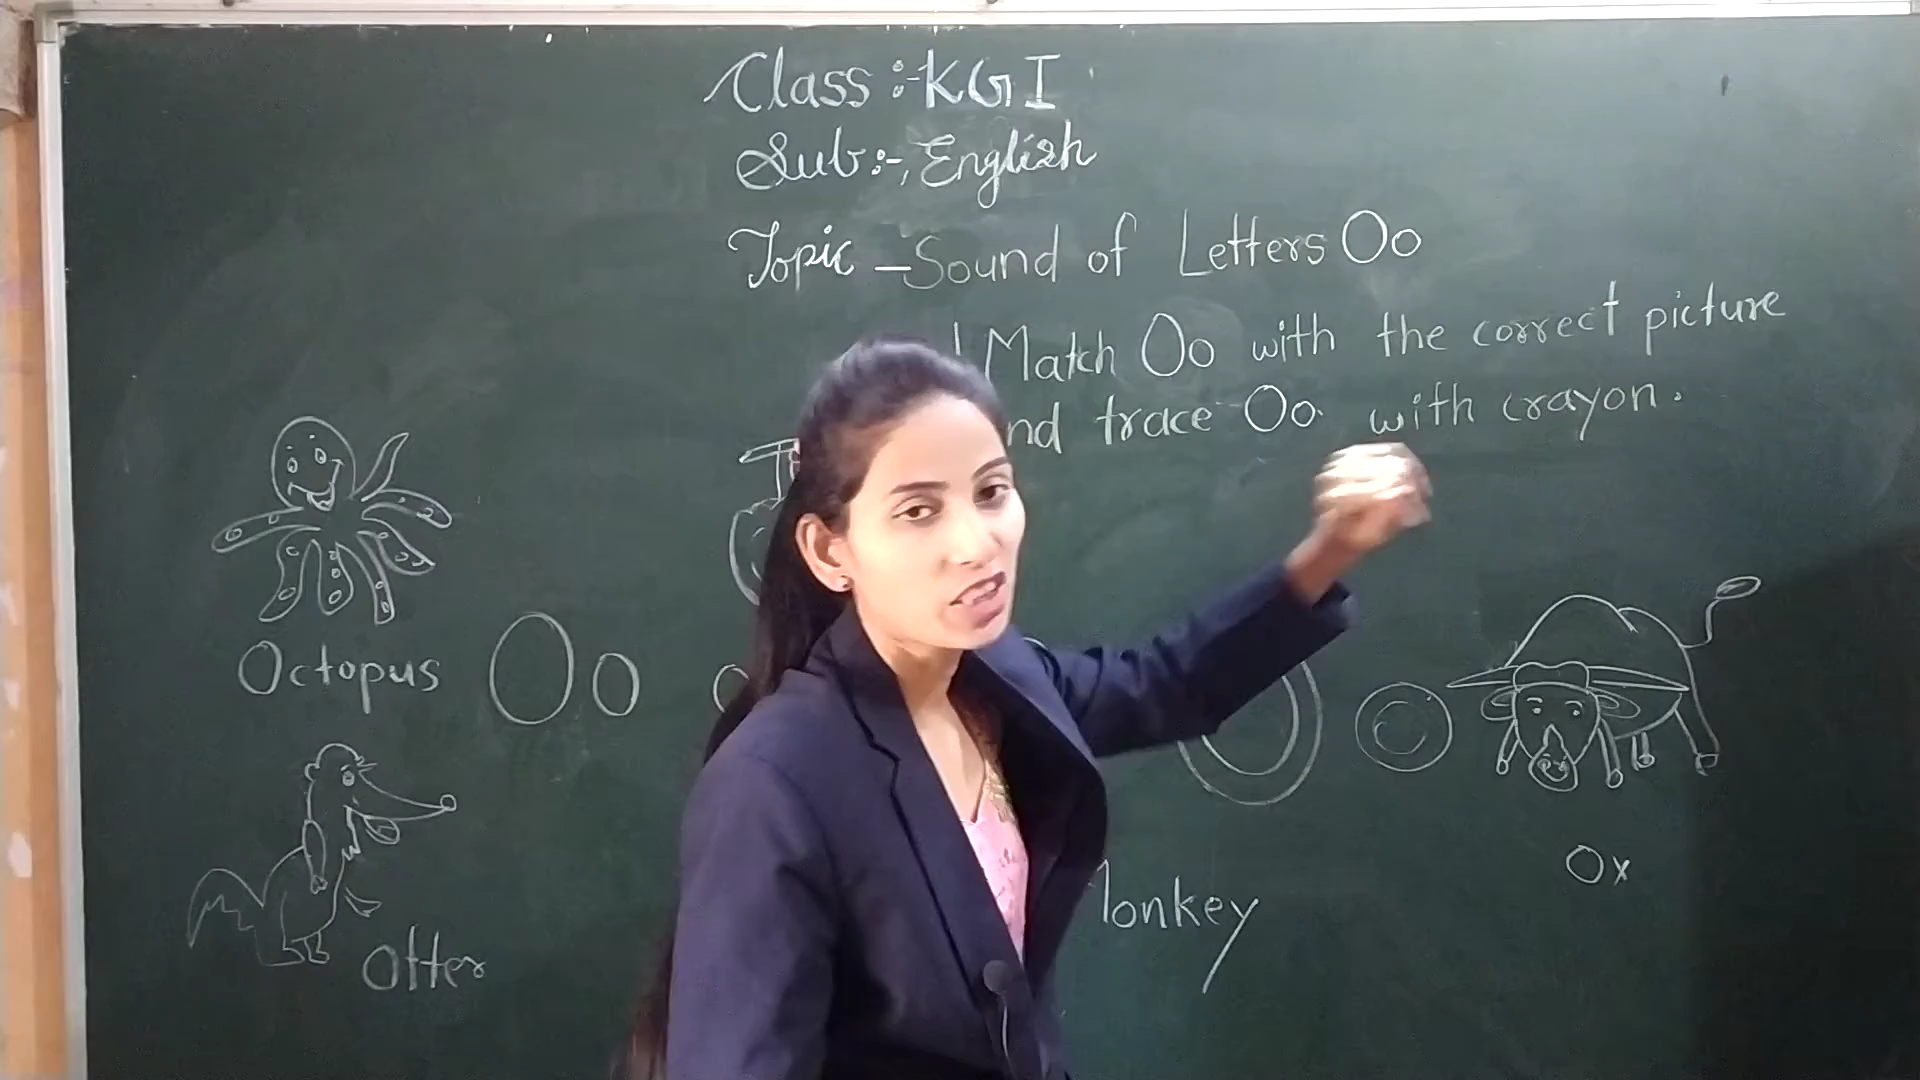 Class :- KG I
Sub :- English
Topic - Sound of Letters Oo
Match Oo with the correct picture
nd trace Oo with crayon.
Octopus Oo
Otter
onkey
Ox